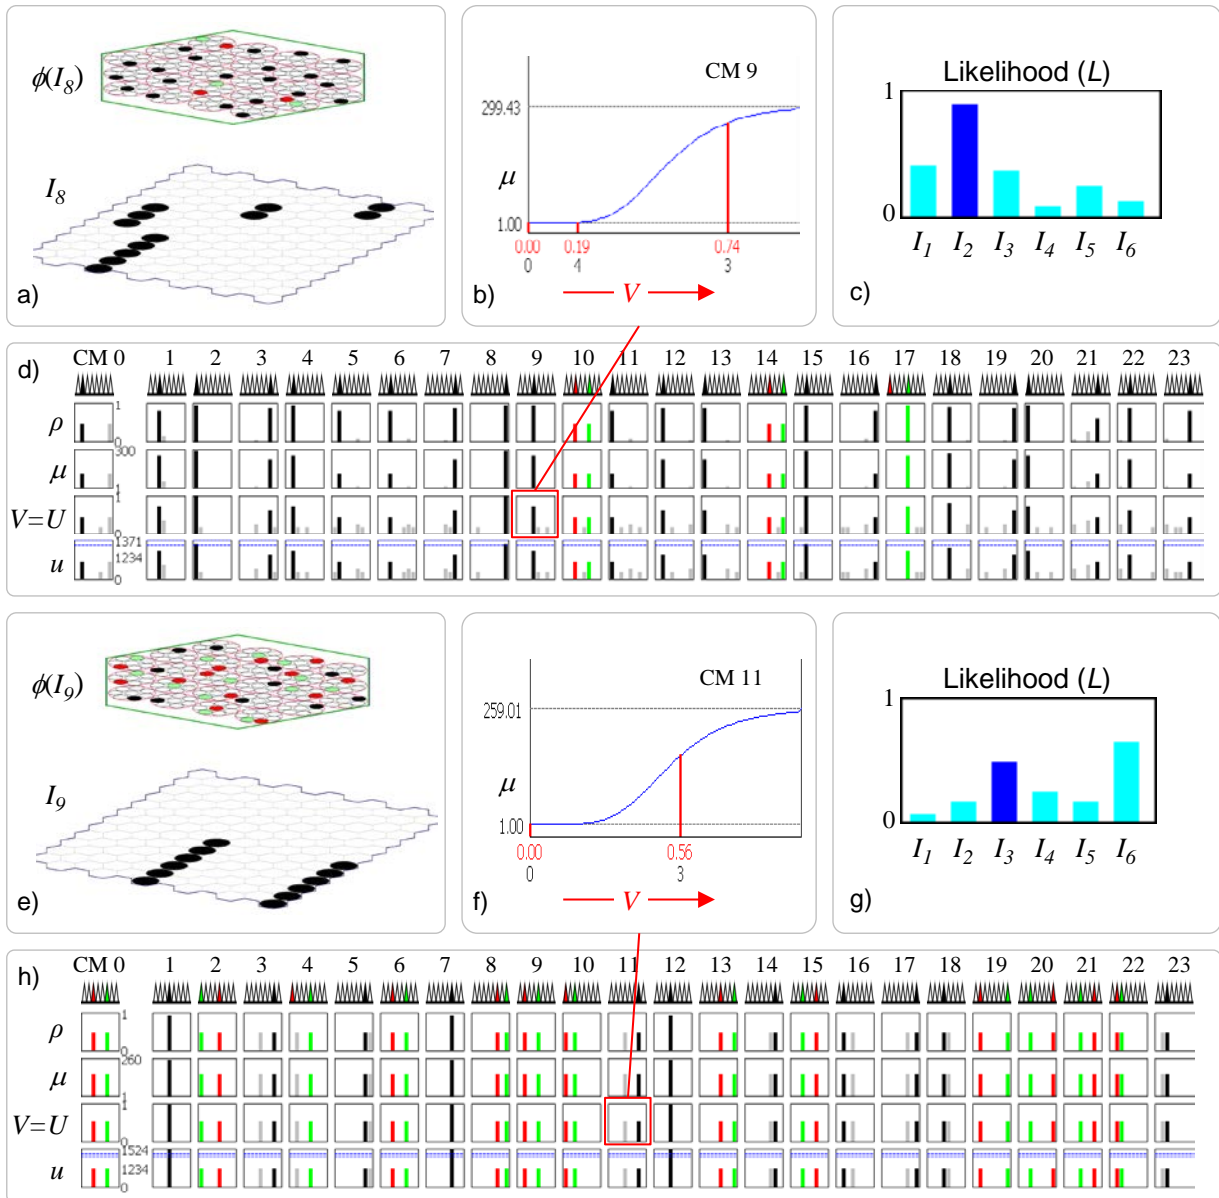 ϕ(I8)
I8
a)
CM 9
299.43
μ
1.00
0.00 0.19 0.74
0 4 3
V
b)
Likelihood (L)
1
0
I1 I2 I3 I4 I5 I6
c)
d)
CM 0 1 2 3 4 5 6 7 8 9 10 11 12 13 14 15 16 17 18 19 20 21 22 23
ρ
1
0
μ
300
1
V=U
1
0
u
1371
1234
0
ϕ(I9)
I9
e)
CM 11
259.01
μ
1.00
0.00 0.56
0 3
V
f)
Likelihood (L)
1
0
I1 I2 I3 I4 I5 I6
g)
h)
CM 0 1 2 3 4 5 6 7 8 9 10 11 12 13 14 15 16 17 18 19 20 21 22 23
ρ
1
0
μ
260
1
V=U
1
0
u
1524
1234
0